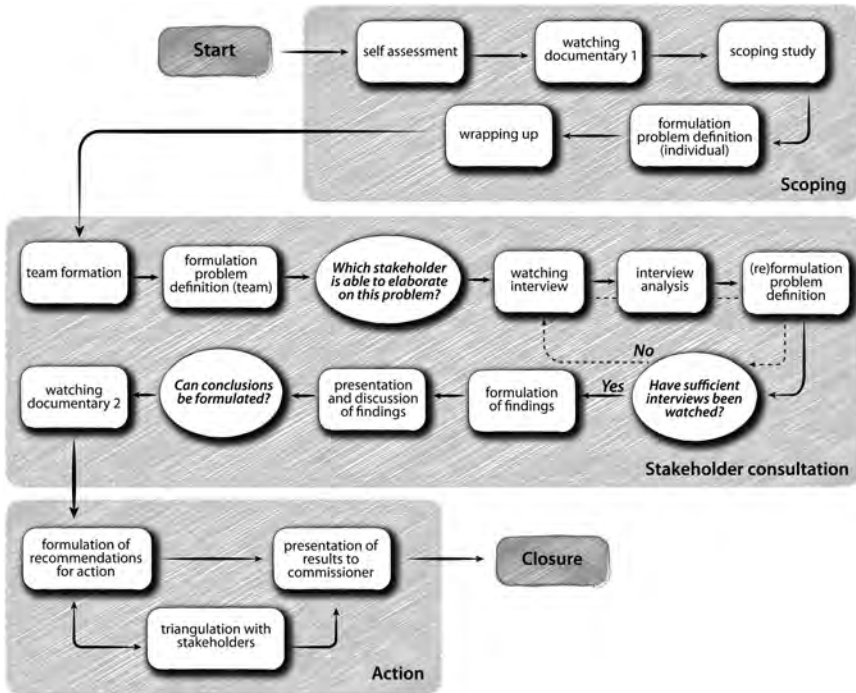 Start
self assessment
watching
documentary 1
scoping study
formulation
problem definition
(individual)
wrapping up
Scoping
team formation
formulation
problem
definition (team)
Which stakeholder
is able to elaborate
on this problem?
watching
interview
interview
analysis
(re)formulation
problem
definition
No
Have sufficient
interviews been
watched?
Yes
formulation
of findings
presentation
and discussion
of findings
Can conclusions
be formulated?
watching
documentary 2
Stakeholder consultation
formulation of
recommendations
for action
presentation of
results to
commissioner
Closure
triangulation with
stakeholders
Action